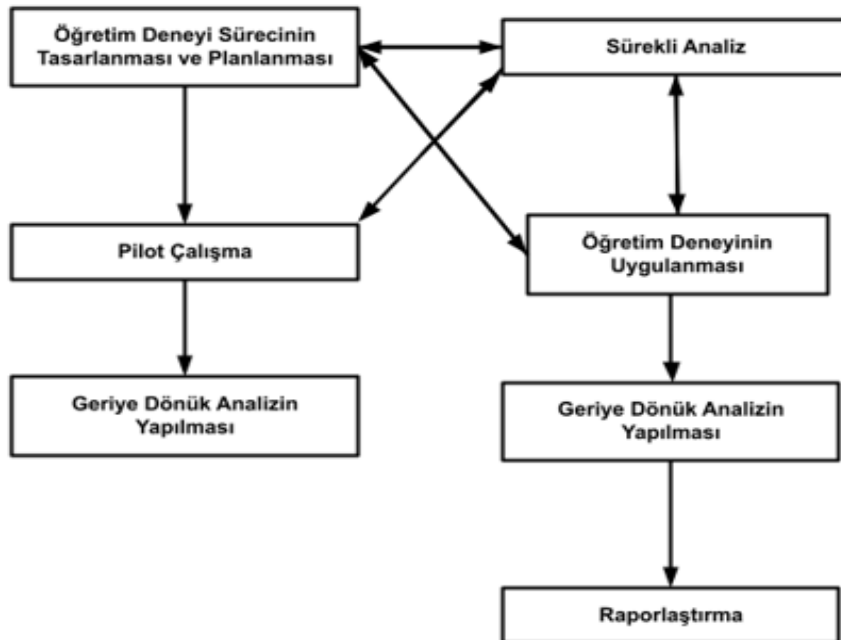 Öğretim Deneyi Sürecinin
Tasarlanması ve Planlanması
Sürekli Analiz
Pilot Çalışma
Öğretim Deneyinin
Uygulanması
Geriye Dönük Analizin
Yapılması
Geriye Dönük Analizin
Yapılması
Raporlaştırma